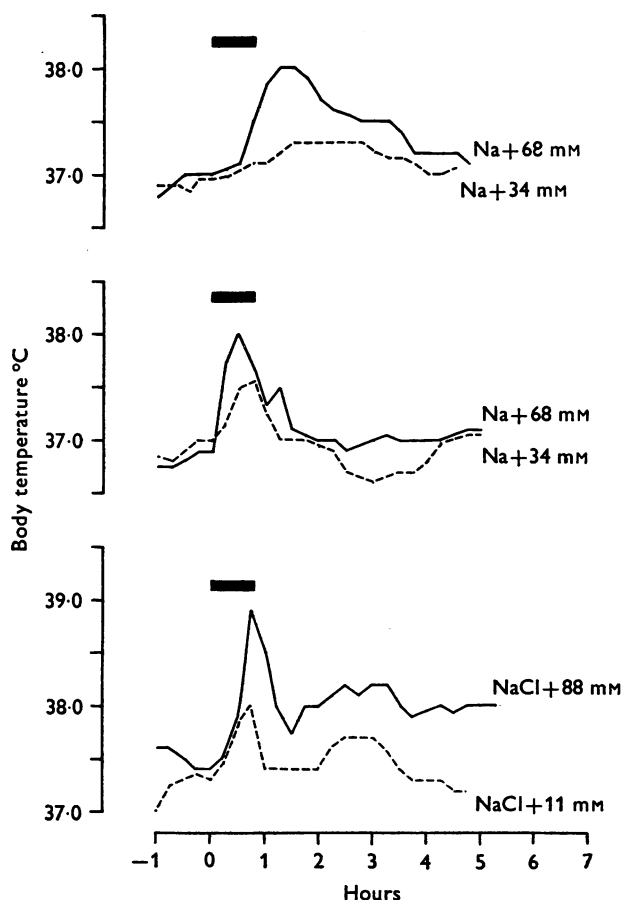 38·0
37·0
Na+68 mM
Na+34 mM
38·0
37·0
Na+68 mM
Na+34 mM
Body temperature ºC
39·0
38·0
37·0
NaCl+88 mM
NaCl+11 mM
−1 0 1 2 3 4 5 6 7
Hours